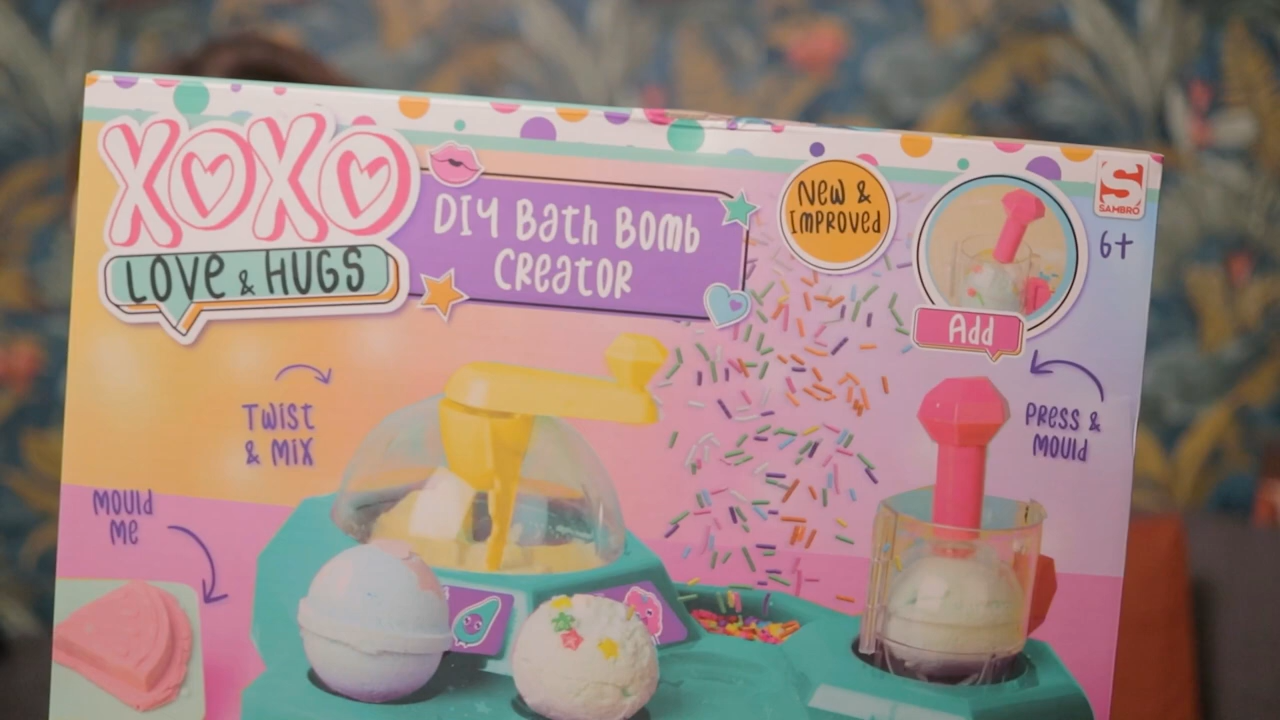 XOXO
LOVE & HUGS
DIY Bath Bomb
Creator
NEW &
IMPROVED
Add
S
SAMBRO
6+
TWIST
& MIX
PRESS &
MOULD
MOULD
ME